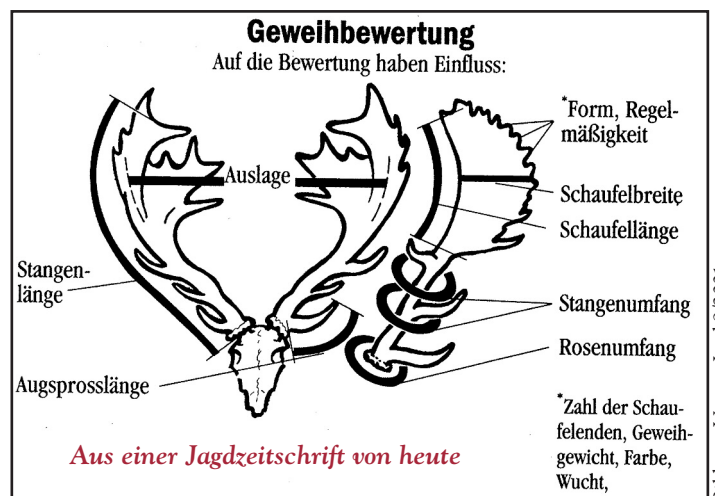 Geweihbewertung
Auf die Bewertung haben Einfluss:
*Form, Regel-
mäßigkeit
Auslage
Schaufelbreite
Schaufellänge
Stangen-
länge
Stangenumfang
Rosenumfang
Augsprosslänge
*Zahl der Schau-
felenden, Geweih-
gewicht, Farbe,
Wucht,
Aus einer Jagdzeitschrift von heute